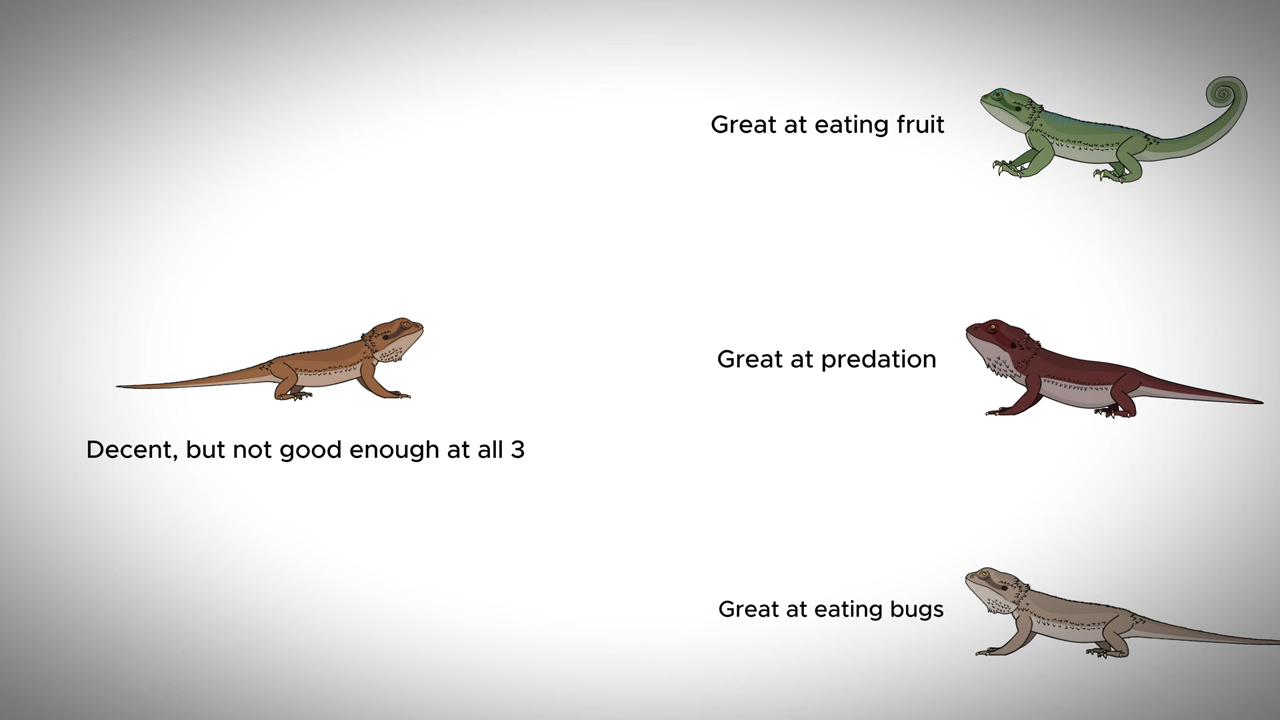 Great at eating fruit
Great at predation
Decent, but not good enough at all 3
Great at eating bugs